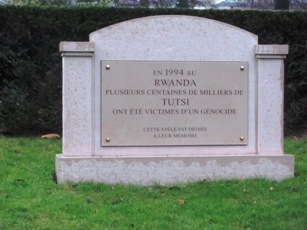 EN 1994 AU
RWANDA
PLUSIEURS CENTAINES DE MILLIERS DE
TUTSI
ONT ÉTÉ VICTIMES D'UN GÉNOCIDE
CETTE STÈLE EST DÉDIÉE
A LEUR MÉMOIRE